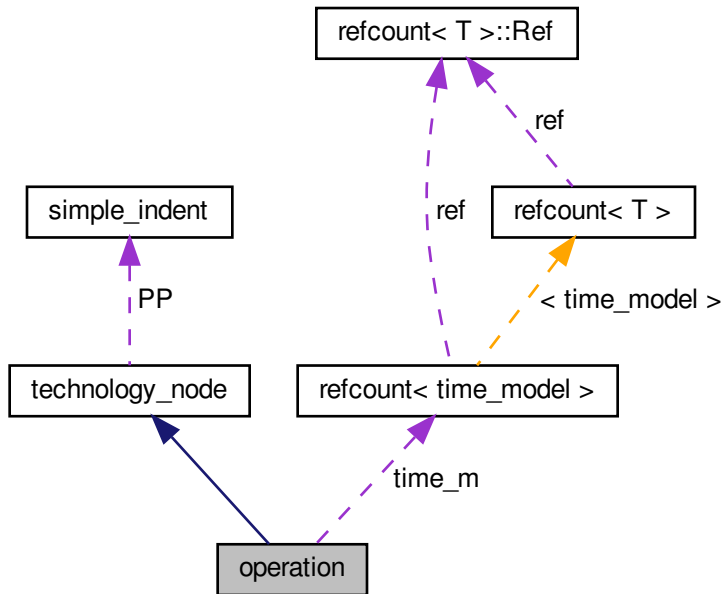 refcount< T >::Ref
ref
simple_indent
refcount< T >
ref
PP
< time_model >
technology_node
refcount< time_model >
time_m
operation